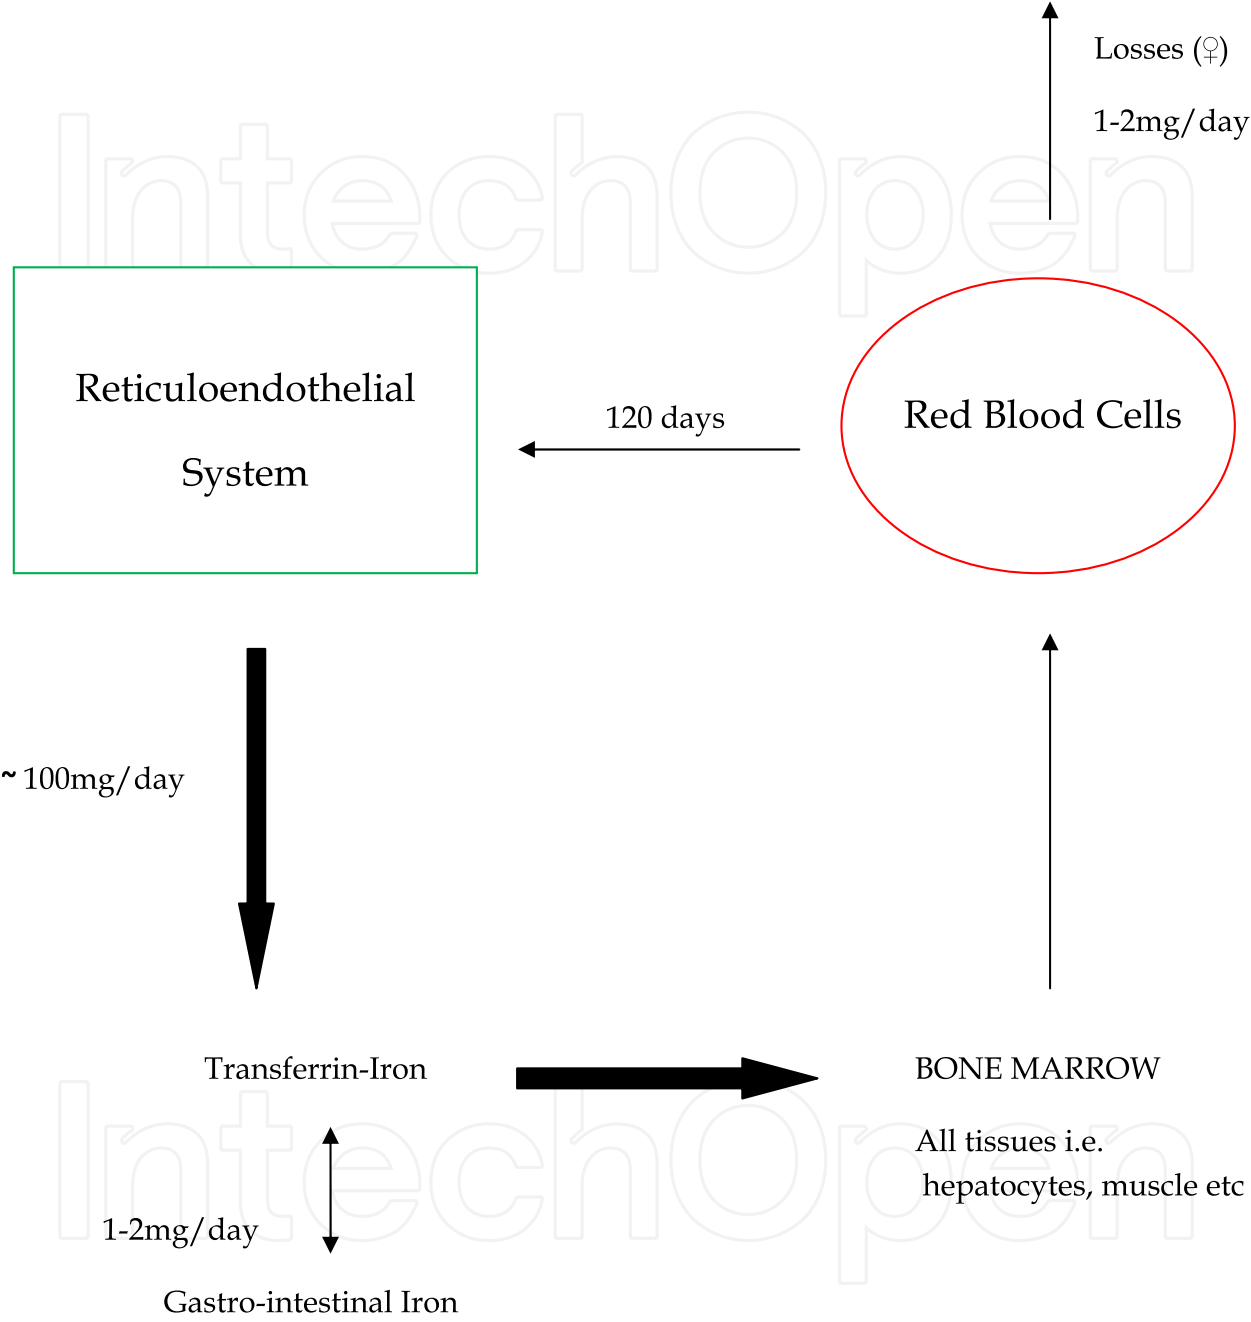 Losses (♀)
1-2mg/day
IntechOpen
Reticuloendothelial
System
120 days
Red Blood Cells
~ 100mg/day
Transferrin-Iron
BONE MARROW
All tissues i.e.
hepatocytes, muscle etc
IntechOpen
1-2mg/day
Gastro-intestinal Iron